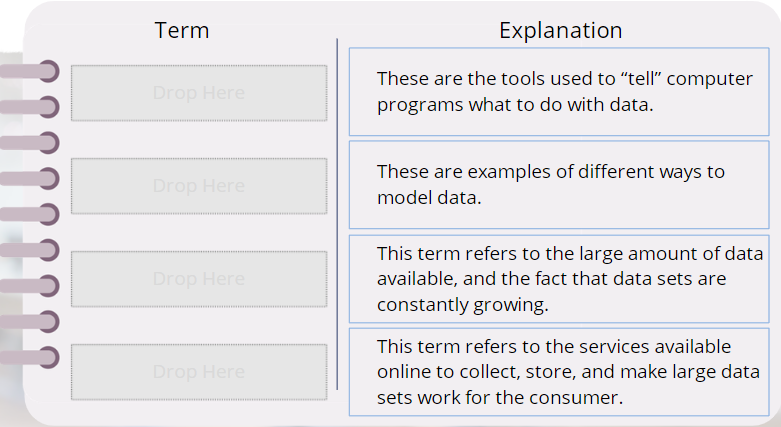 Term
Explanation
Drop Here
These are the tools used to “tell” computer
programs what to do with data.
Drop Here
These are examples of different ways to
model data.
Drop Here
This term refers to the large amount of data
available, and the fact that data sets are
constantly growing.
Drop Here
This term refers to the services available
online to collect, store, and make large data
sets work for the consumer.